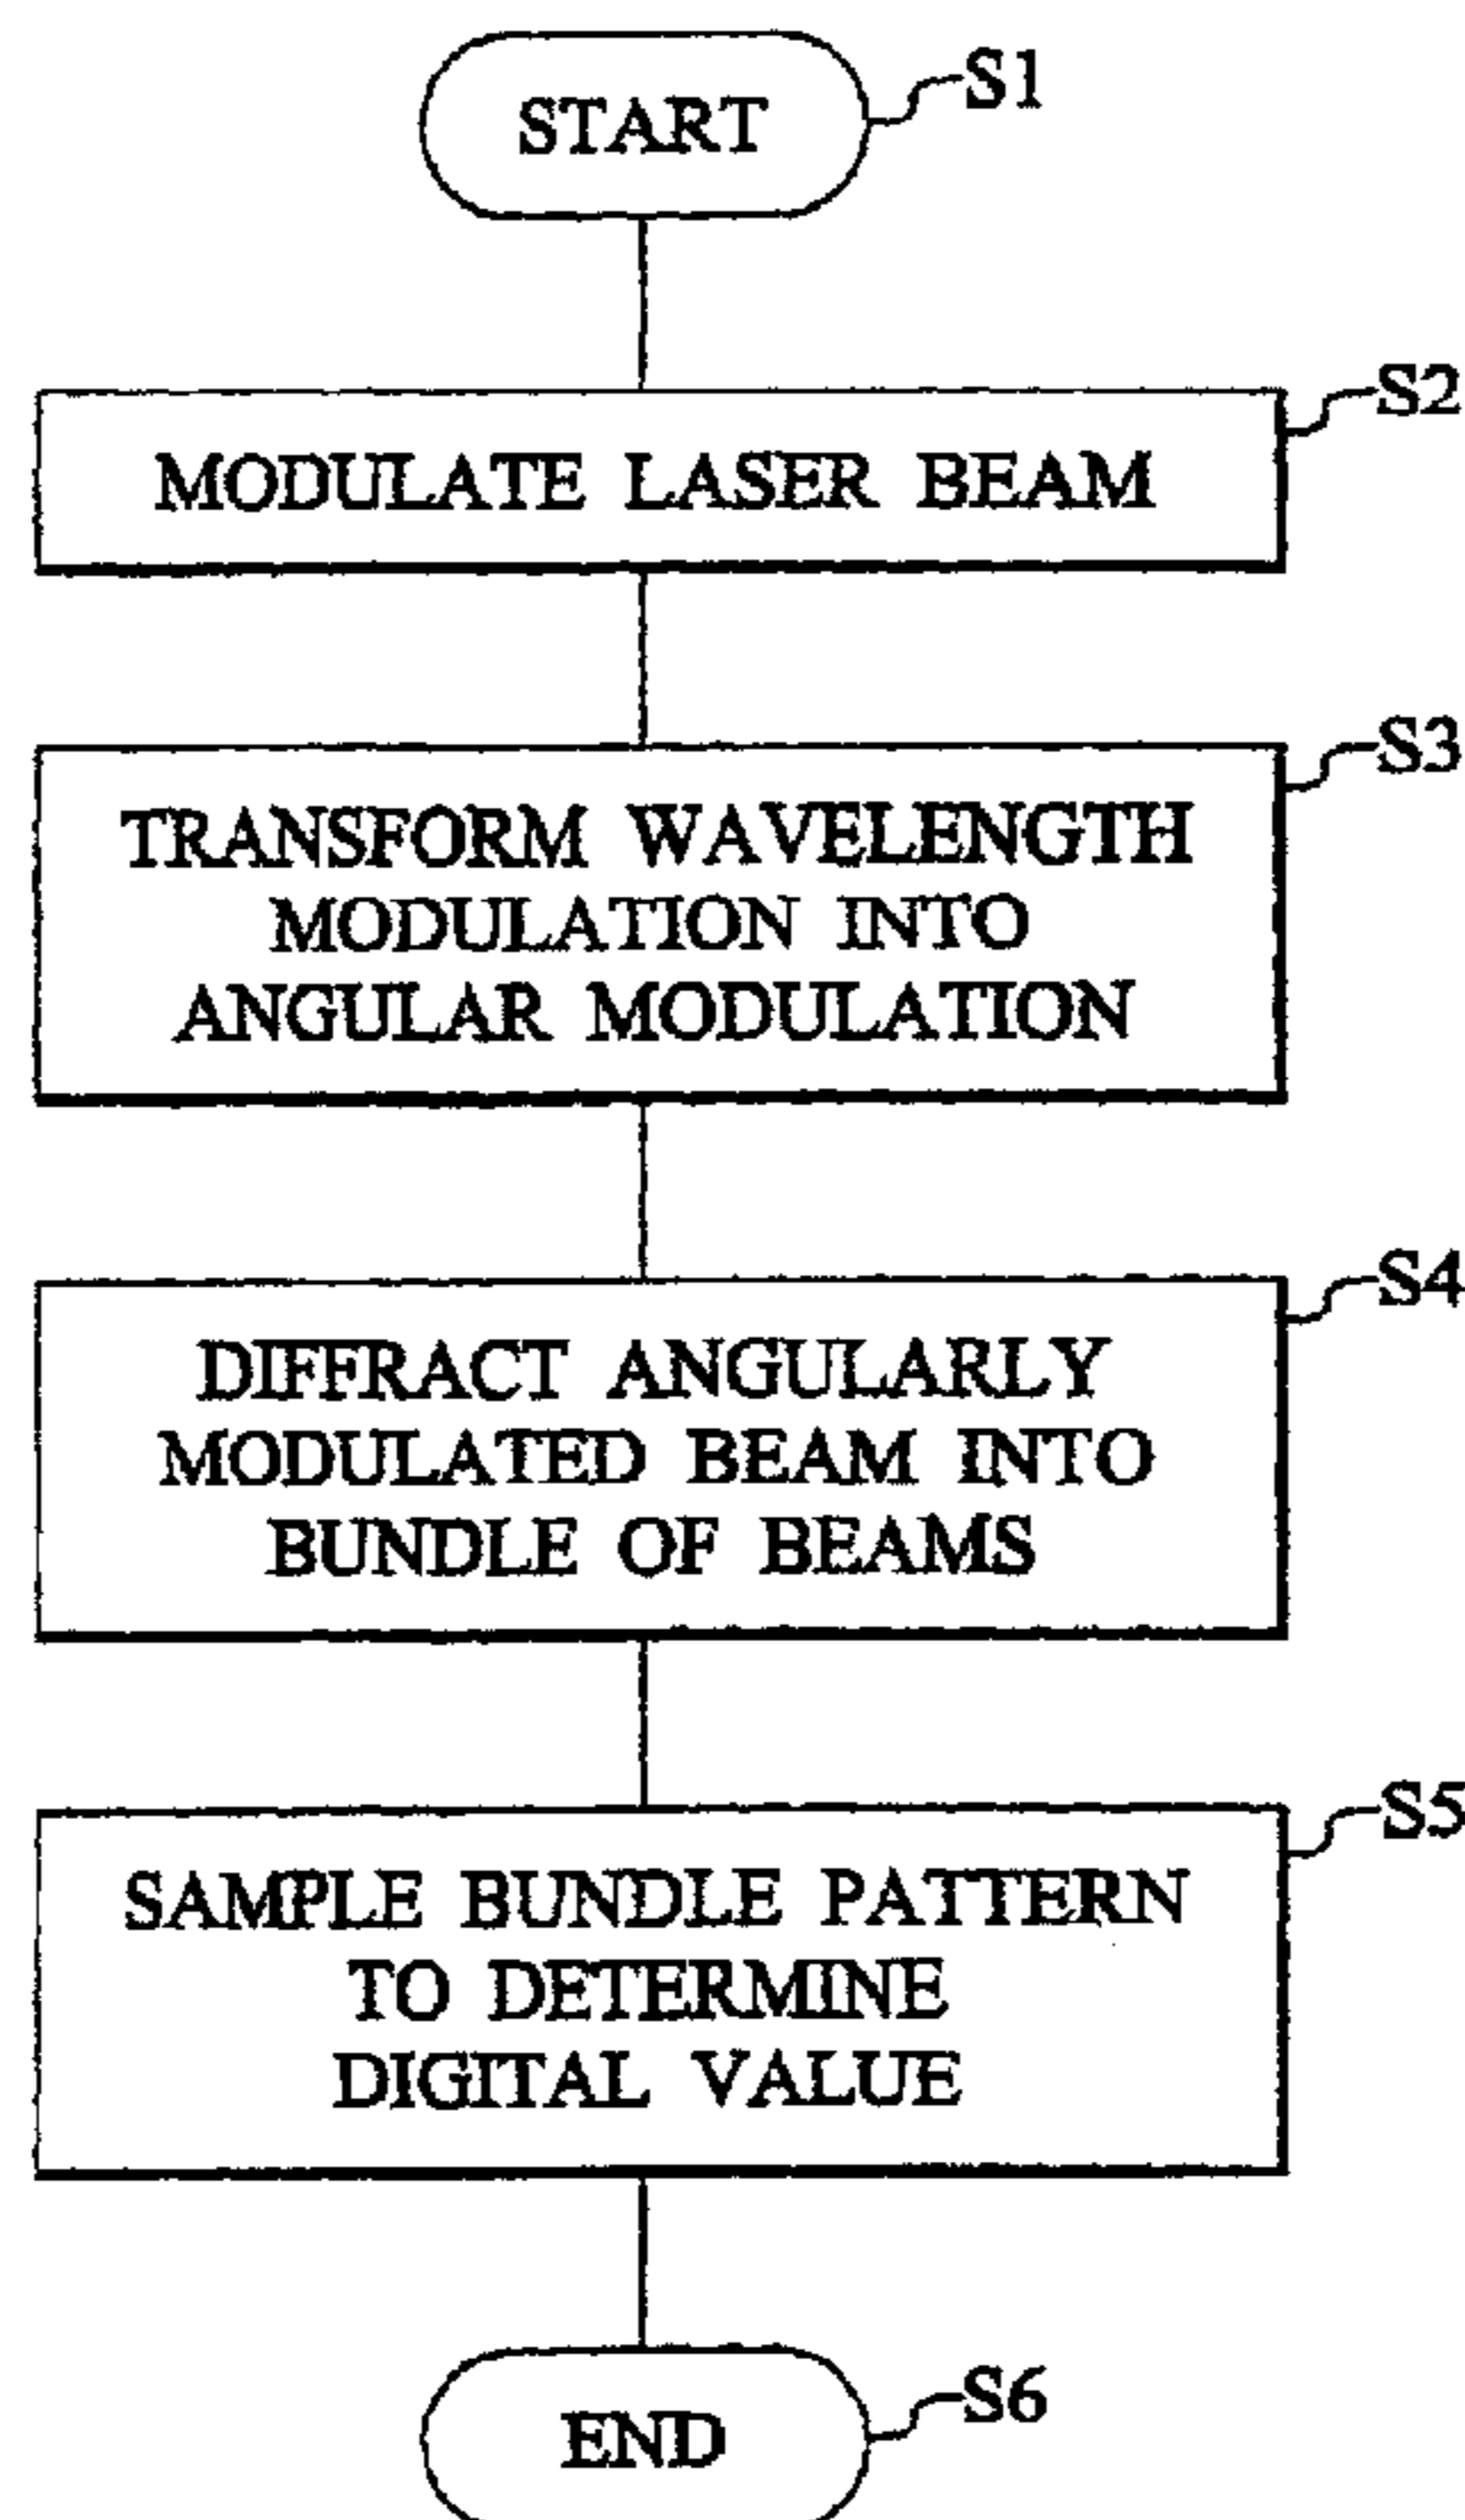 START
S1
S2
MODULATE LASER BEAM
S3
TRANSFORM WAVELENGTH
MODULATION INTO
ANGULAR MODULATION
S4
DIFFRACT ANGULARLY
MODULATED BEAM INTO
BUNDLE OF BEAMS
S5
SAMPLE BUNDLE PATTERN
TO DETERMINE
DIGITAL VALUE
S6
END